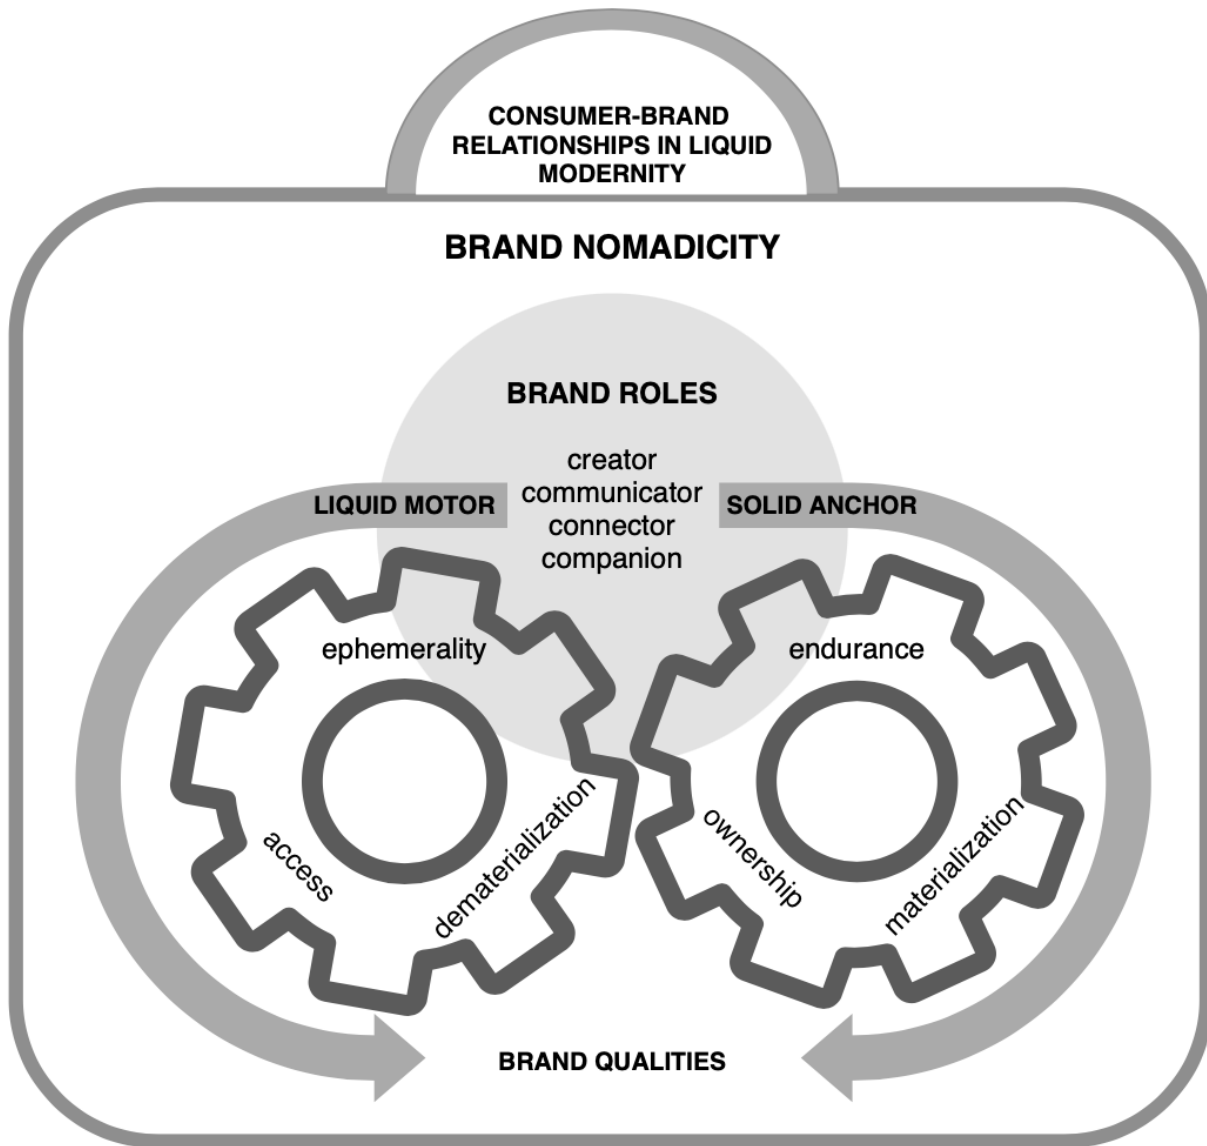 CONSUMER-BRAND
RELATIONSHIPS IN LIQUID
MODERNITY
BRAND NOMADICITY
BRAND ROLES
creator
communicator
connector
companion
LIQUID MOTOR
SOLID ANCHOR
ephemerality
access
dematerialization
endurance
ownership
materialization
BRAND QUALITIES